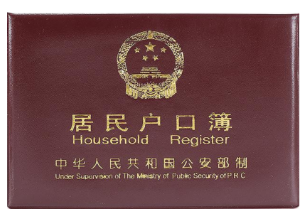 居民户口簿
Household Register
中华人民共和国公安部制
Under Supervision of The Ministry of Public Security of P R C